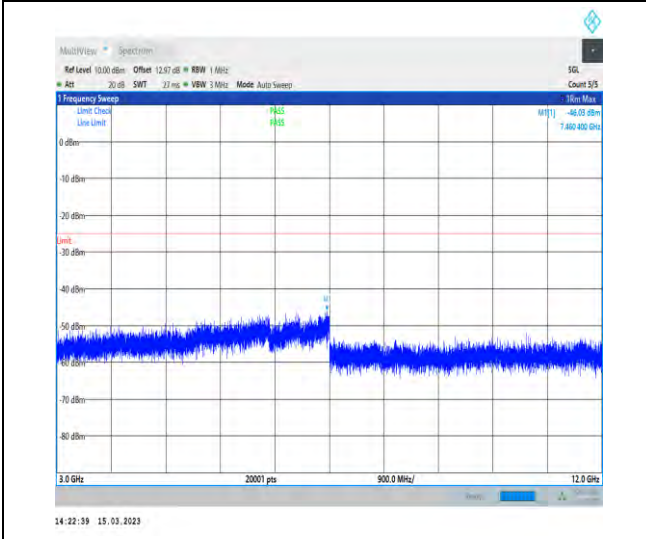 MultiView Spectrum
Ref Level 10.00 dBm Offset 12.97 dB RBW 1 MHz SGL
Att 20 dB SWT 27 ms VBW 3 MHz Mode Auto Sweep Count 5/5
1 Frequency Sweep 1Rm Max
Limit Check PASS M1[1] -46.03 dBm
Line Limit PASS 7.460 400 GHz
0 dBm
-10 dBm
-20 dBm
Limit
-30 dBm
-40 dBm
M1
-50 dBm
-60 dBm
-70 dBm
-80 dBm
3.0 GHz 20001 pts 900.0 MHz/ 12.0 GHz
14:22:39 15.03.2023